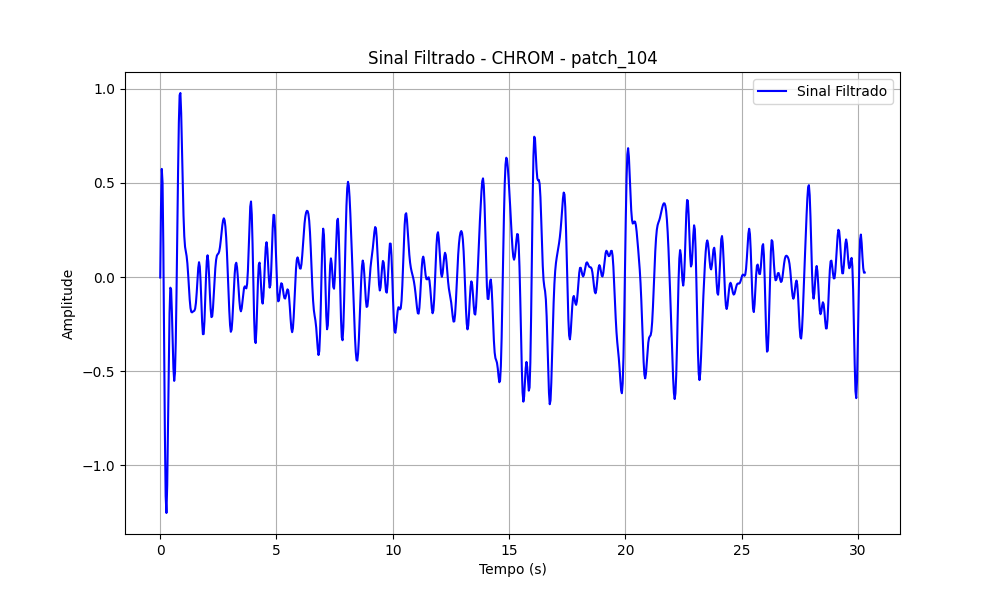 Sinal Filtrado - CHROM - patch_104
Sinal Filtrado
1.0
0.5
0.0
−0.5
−1.0
Amplitude
0 5 10 15 20 25 30
Tempo (s)